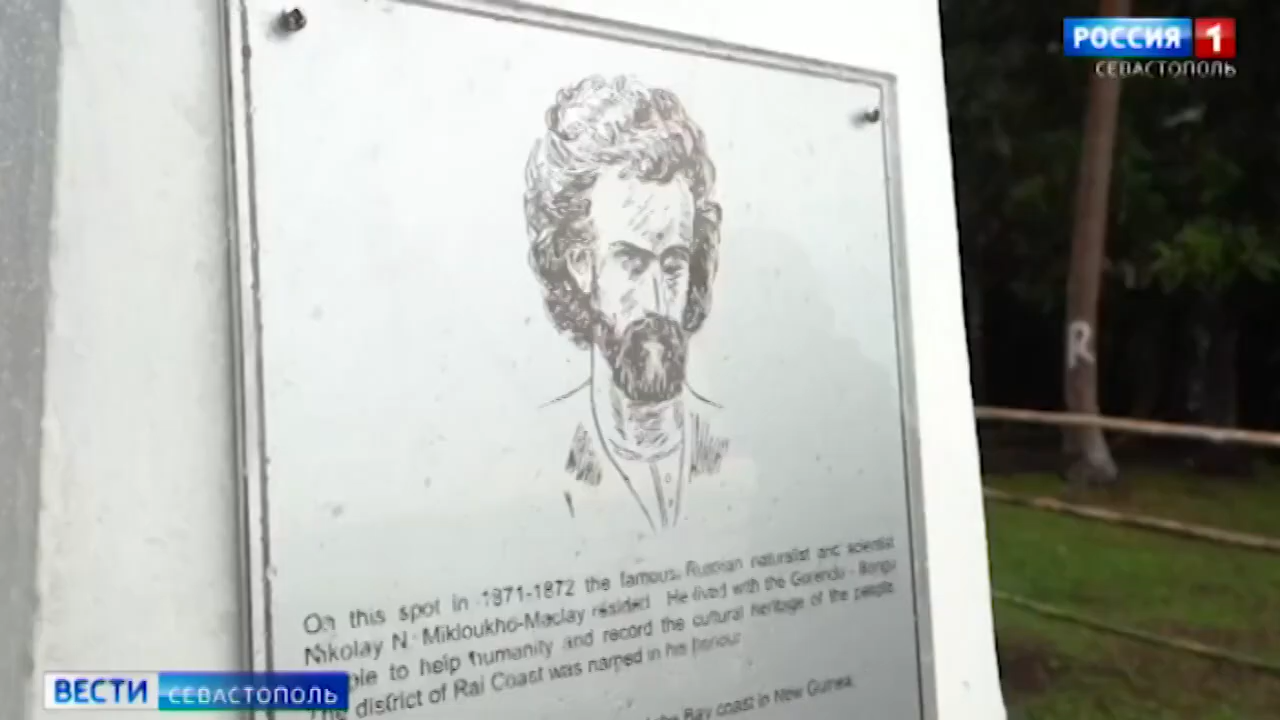 РОССИЯ 1
СЕВАСТОПОЛЬ
R
On this spot in 1871-1872 the famous Russian naturalist and scientist
Nikolay N. Mikloukho-Maclay resided. He lived with the Gorendu - Bongu
to help humanity and record the cultural heritage of the people
The district of Rai Coast was named in his honour
Bay coast in New Guinea.
ВЕСТИ СЕВАСТОПОЛЬ